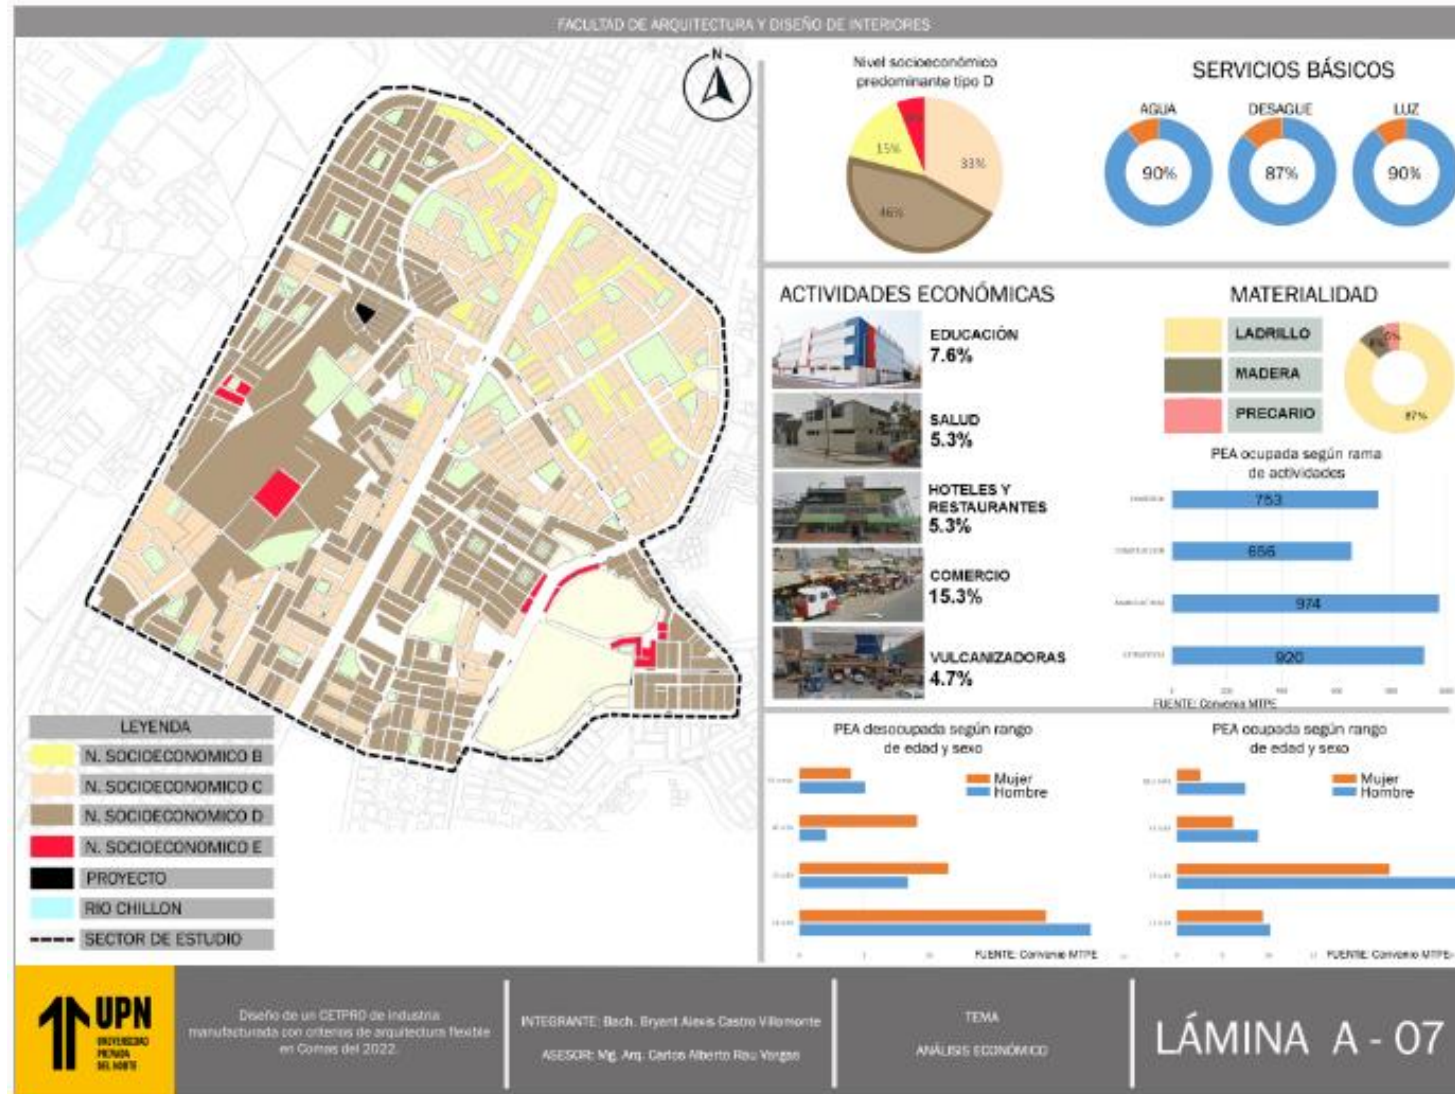 FACULTAD DE ARQUITECTURA Y DISEÑO DE INTERIORES
N
Nivel socioeconómico
predominante tipo D
15%
33%
46%
SERVICIOS BÁSICOS
AGUA
DESAGUE
LUZ
90%
87%
90%
ACTIVIDADES ECONÓMICAS
EDUCACIÓN
7.6%
SALUD
5.3%
HOTELES Y
RESTAURANTES
5.3%
COMERCIO
15.3%
VULCANIZADORAS
4.7%
MATERIALIDAD
LADRILLO
MADERA
PRECARIO
87%
PEA ocupada según rama
de actividades
753
656
974
920
FUENTE: Convenio MTPE
PEA desocupada según rango
de edad y sexo
Mujer
Hombre
FUENTE: Convenio MTPE
PEA ocupada según rango
de edad y sexo
Mujer
Hombre
FUENTE: Convenio MTPE
LEYENDA
N. SOCIOECONOMICO B
N. SOCIOECONOMICO C
N. SOCIOECONOMICO D
N. SOCIOECONOMICO E
PROYECTO
RIO CHILLON
SECTOR DE ESTUDIO
UPN
UNIVERSIDAD
PRIVADA
DEL NORTE
Diseño de un CETPRO de industria
manufacturada con criterios de arquitectura flexible
en Comas del 2022.
INTEGRANTE: Bach. Bryant Alexis Castro Villamonte
ASESOR: Mg. Arq. Carlos Alberto Rau Vargas
TEMA
ANÁLISIS ECONÓMICO
LÁMINA A - 07